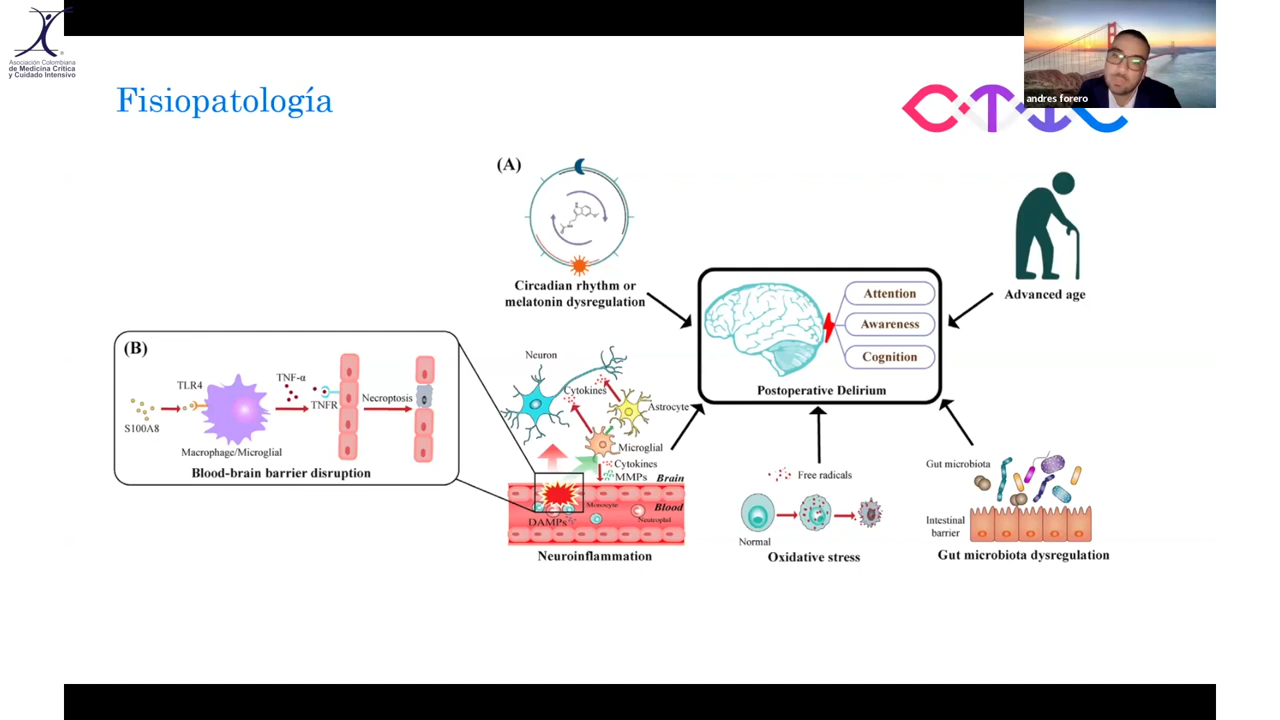 Asociación Colombiana
de Medicina Crítica
y Cuidado Intensivo
Fisiopatología
CTIC
andres forero
(A)
Circadian rhythm or
melatonin dysregulation
Attention
Awareness
Cognition
Postoperative Delirium
Advanced age
(B)
S100A8
TLR4
Macrophage/Microglial
TNF-α
TNFR
Necroptosis
Blood-brain barrier disruption
Neuron
Cytokines
Astrocyte
Microglial
Cytokines
MMPs
Brain
Blood
Monocyte
Neutrophil
DAMPs
Neuroinflammation
Free radicals
Normal
Oxidative stress
Gut microbiota
Intestinal
barrier
Gut microbiota dysregulation